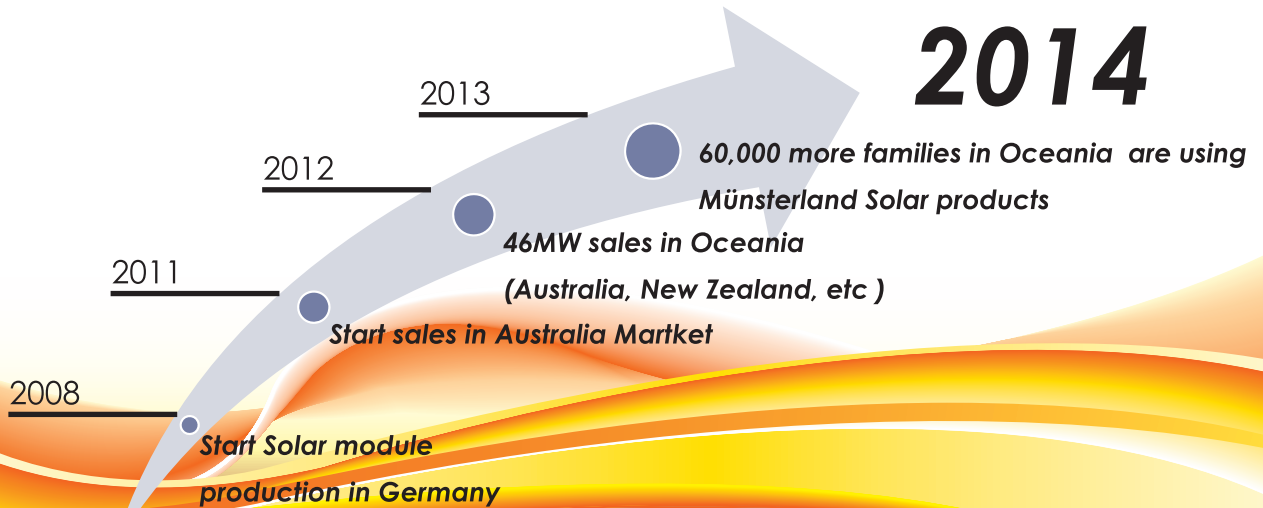 2014
2013
60,000 more families in Oceania are using
Münsterland Solar products
2012
46MW sales in Oceania
(Australia, New Zealand, etc )
2011
Start sales in Australia Martket
2008
Start Solar module
production in Germany